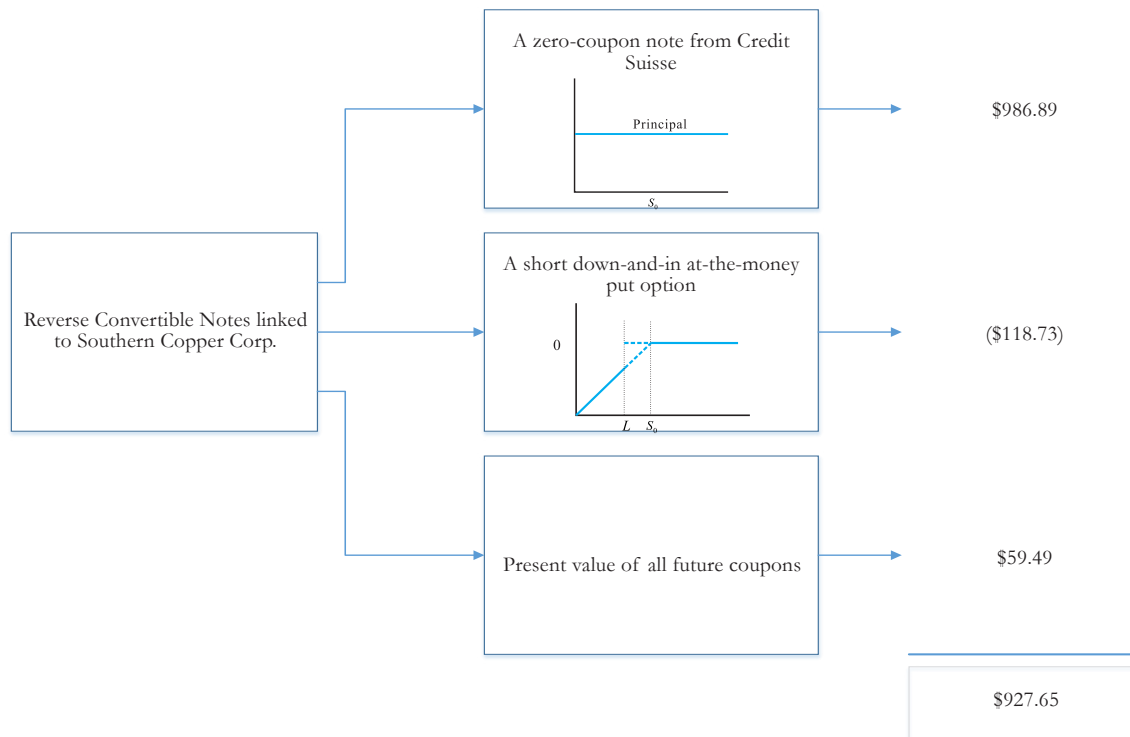 A zero-coupon note from Credit
Suisse
Principal
S₀
$986.89
Reverse Convertible Notes linked
to Southern Copper Corp.
A short down-and-in at-the-money
put option
0
L S₀
($118.73)
Present value of all future coupons
$59.49
$927.65